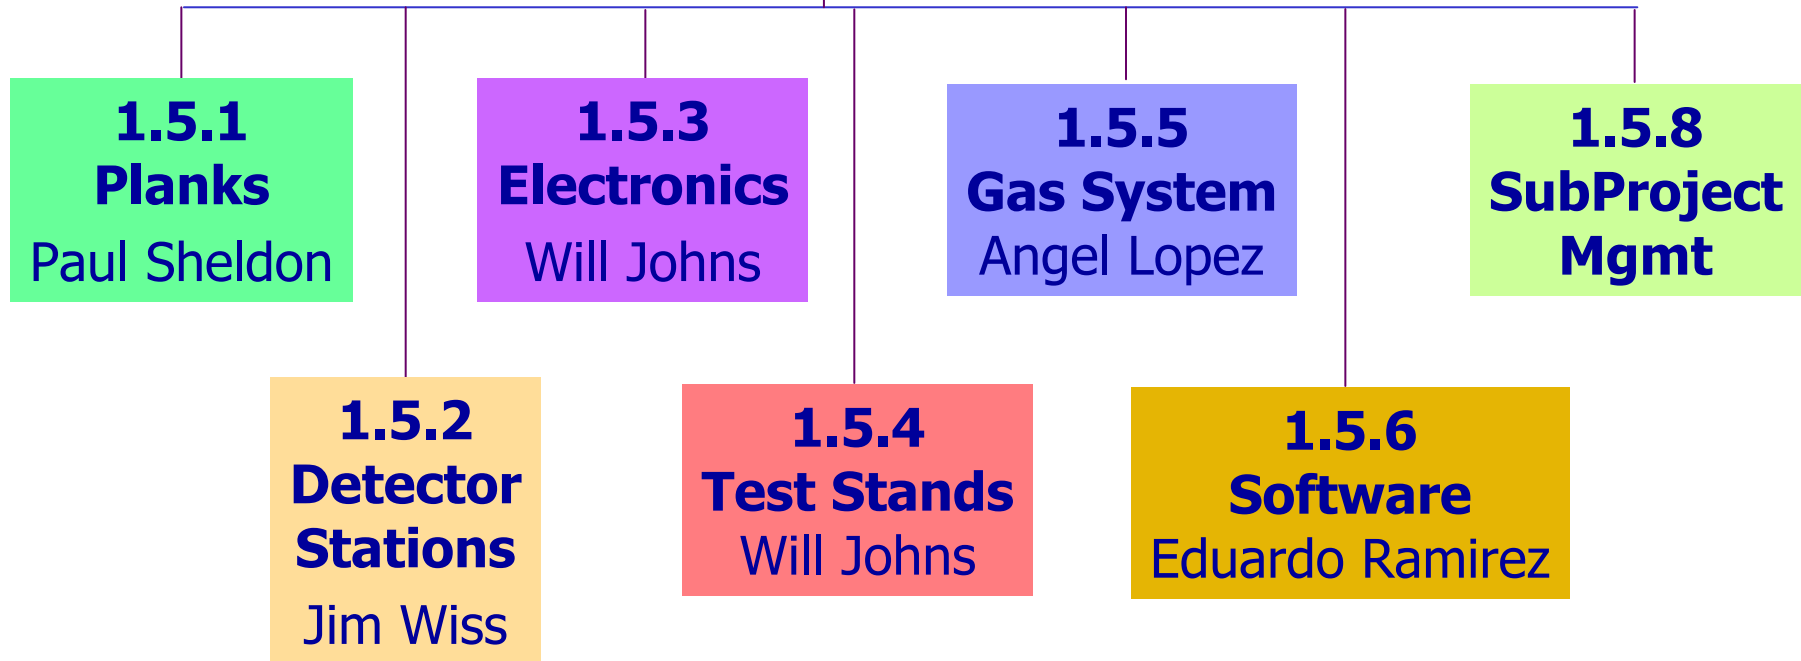 1.5.1
Planks
Paul Sheldon
1.5.3
Electronics
Will Johns
1.5.5
Gas System
Angel Lopez
1.5.8
SubProject
Mgmt
1.5.2
Detector
Stations
Jim Wiss
1.5.4
Test Stands
Will Johns
1.5.6
Software
Eduardo Ramirez